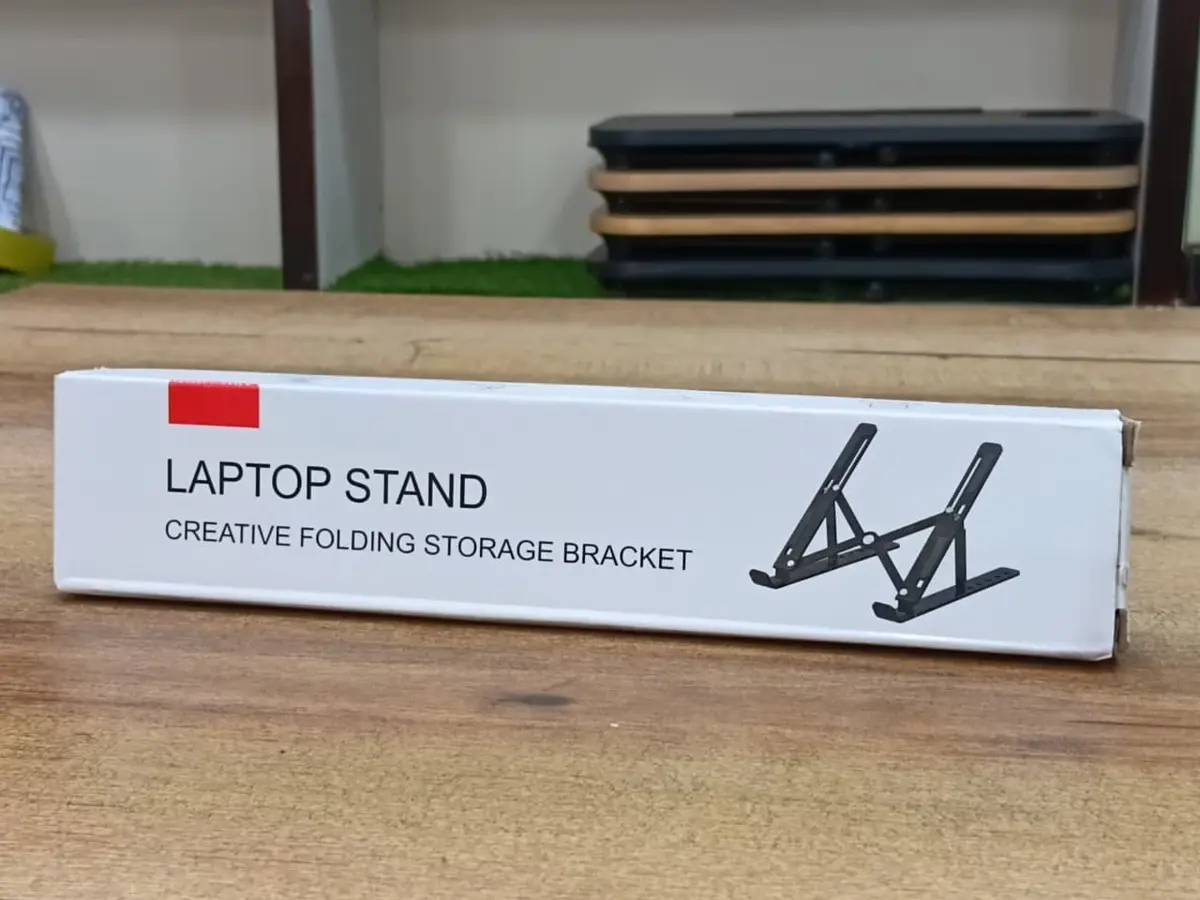 LAPTOP STAND
CREATIVE FOLDING STORAGE BRACKET